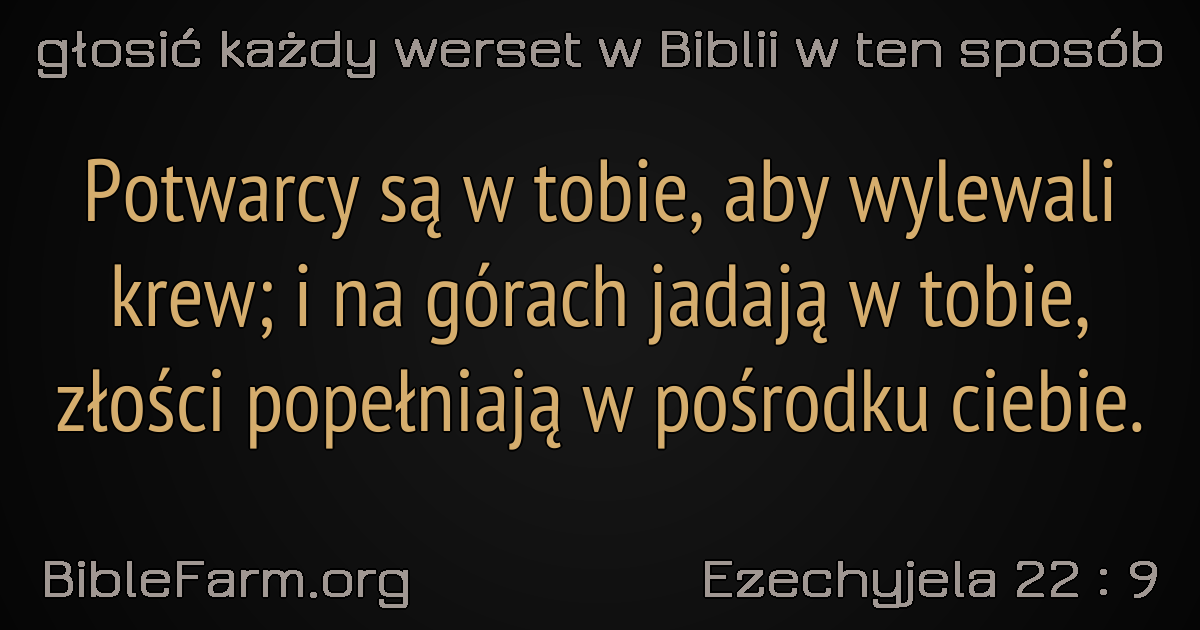 głosić każdy werset w Biblii w ten sposób
Potwarcy są w tobie, aby wylewali
krew; i na górach jadają w tobie,
złości popełniają w pośrodku ciebie.
BibleFarm.org
Ezechyjela 22 : 9